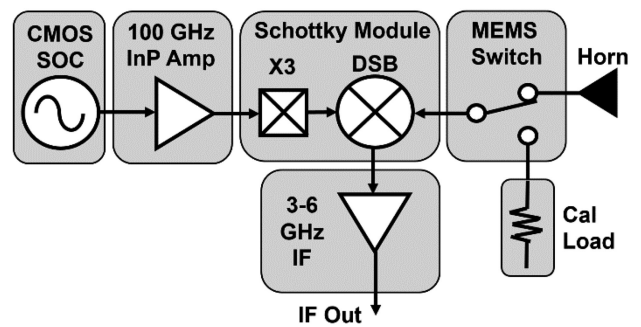 CMOS
SOC
100 GHz
InP Amp
Schottky Module
X3
DSB
MEMS
Switch
Horn
3-6
GHz
IF
Cal
Load
IF Out